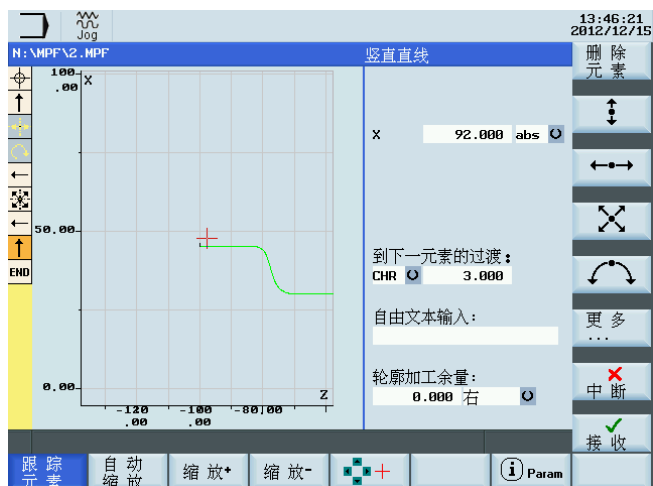 Jog
13:46:21
2012/12/15
N:\MPF\2.MPF
竖直直线
删 除
元 素
100
.00
X
X 92.000 abs
50.00
END
到下一元素的过渡:
CHR 3.000
自由文本输入:
更 多
...
轮廓加工余量:
0.000 右
中 断
0.00
Z
-120
.00
-100
.00
-80.00
接 收
跟 踪
元 素
自 动
缩 放
缩 放+
缩 放-
i Param